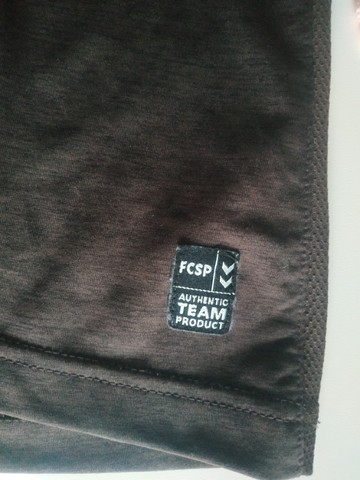 FCSP
AUTHENTIC
TEAM
PRODUCT